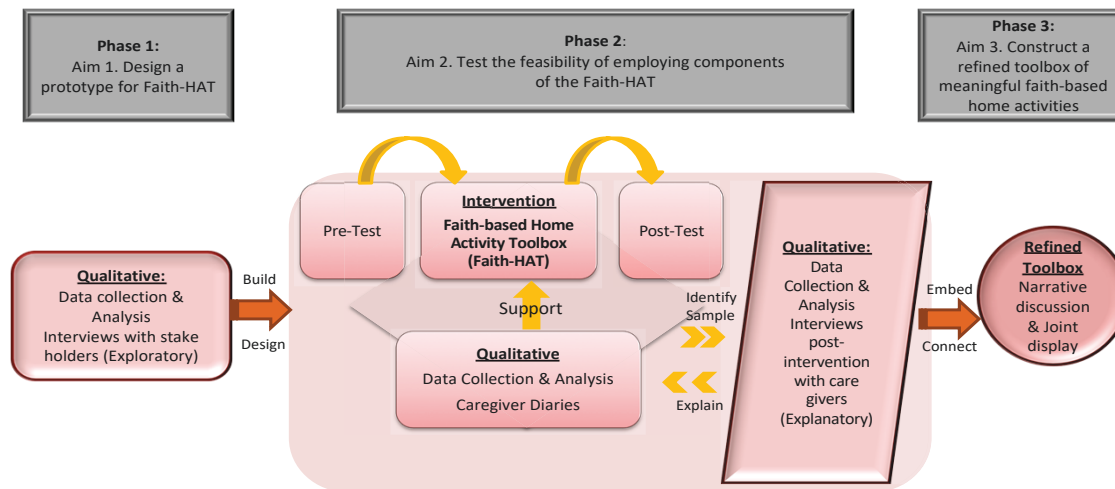 Phase 1:
Aim 1. Design a
prototype for Faith-HAT
Phase 2:
Aim 2. Test the feasibility of employing components
of the Faith-HAT
Phase 3:
Aim 3. Construct a
refined toolbox of
meaningful faith-based
home activities
Qualitative:
Data collection &
Analysis
Interviews with stake
holders (Exploratory)
Build
Design
Pre-Test
Intervention
Faith-based Home
Activity Toolbox
(Faith-HAT)
Post-Test
Support
Qualitative
Data Collection & Analysis
Caregiver Diaries
Identify
Sample
Explain
Qualitative:
Data
Collection &
Analysis
Interviews
post-
intervention
with care
givers
(Explanatory)
Embed
Connect
Refined
Toolbox
Narrative
discussion
& Joint
display